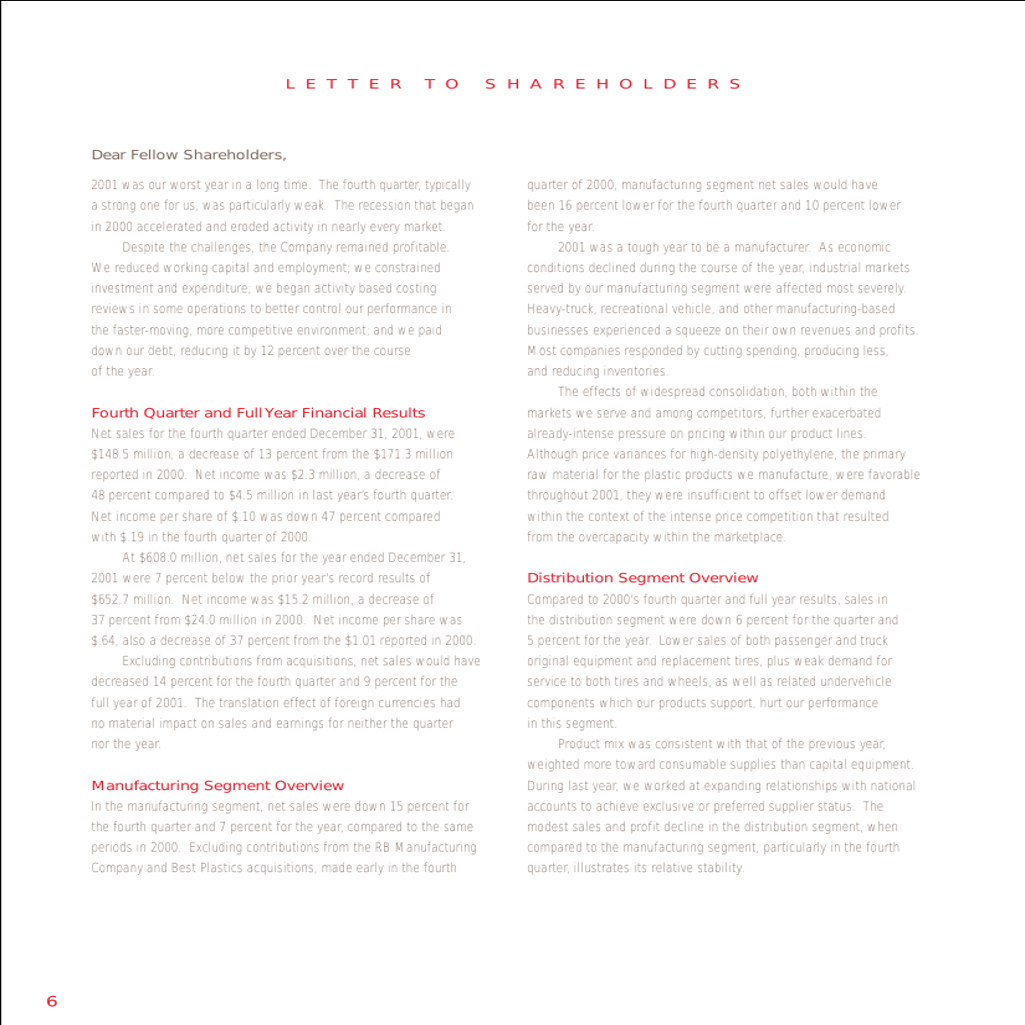 LETTER TO SHAREHOLDERS
Dear Fellow Shareholders,
2001 was our worst year in a long time. The fourth quarter, typically
a strong one for us, was particularly weak. The recession that began
in 2000 accelerated and eroded activity in nearly every market.
Despite the challenges, the Company remained profitable.
We reduced working capital and employment; we constrained
investment and expenditure; we began activity based costing
reviews in some operations to better control our performance in
the faster-moving, more competitive environment; and we paid
down our debt, reducing it by 12 percent over the course
of the year.
Fourth Quarter and Full Year Financial Results
Net sales for the fourth quarter ended December 31, 2001, were
$148.5 million, a decrease of 13 percent from the $171.3 million
reported in 2000. Net income was $2.3 million, a decrease of
48 percent compared to $4.5 million in last year's fourth quarter.
Net income per share of $.10 was down 47 percent compared
with $.19 in the fourth quarter of 2000.
At $608.0 million, net sales for the year ended December 31,
2001 were 7 percent below the prior year's record results of
$652.7 million. Net income was $15.2 million, a decrease of
37 percent from $24.0 million in 2000. Net income per share was
$.64, also a decrease of 37 percent from the $1.01 reported in 2000.
Excluding contributions from acquisitions, net sales would have
decreased 14 percent for the fourth quarter and 9 percent for the
full year of 2001. The translation effect of foreign currencies had
no material impact on sales and earnings for neither the quarter
nor the year.
Manufacturing Segment Overview
In the manufacturing segment, net sales were down 15 percent for
the fourth quarter and 7 percent for the year, compared to the same
periods in 2000. Excluding contributions from the RB Manufacturing
Company and Best Plastics acquisitions, made early in the fourth
quarter of 2000, manufacturing segment net sales would have
been 16 percent lower for the fourth quarter and 10 percent lower
for the year.
2001 was a tough year to be a manufacturer. As economic
conditions declined during the course of the year, industrial markets
served by our manufacturing segment were affected most severely.
Heavy-truck, recreational vehicle, and other manufacturing-based
businesses experienced a squeeze on their own revenues and profits.
Most companies responded by cutting spending, producing less,
and reducing inventories.
The effects of widespread consolidation, both within the
markets we serve and among competitors, further exacerbated
already-intense pressure on pricing within our product lines.
Although price variances for high-density polyethylene, the primary
raw material for the plastic products we manufacture, were favorable
throughout 2001, they were insufficient to offset lower demand
within the context of the intense price competition that resulted
from the overcapacity within the marketplace.
Distribution Segment Overview
Compared to 2000's fourth quarter and full year results, sales in
the distribution segment were down 6 percent for the quarter and
5 percent for the year. Lower sales of both passenger and truck
original equipment and replacement tires, plus weak demand for
service to both tires and wheels, as well as related undervehicle
components which our products support, hurt our performance
in this segment.
Product mix was consistent with that of the previous year,
weighted more toward consumable supplies than capital equipment.
During last year, we worked at expanding relationships with national
accounts to achieve exclusive or preferred supplier status. The
modest sales and profit decline in the distribution segment, when
compared to the manufacturing segment, particularly in the fourth
quarter, illustrates its relative stability.
6